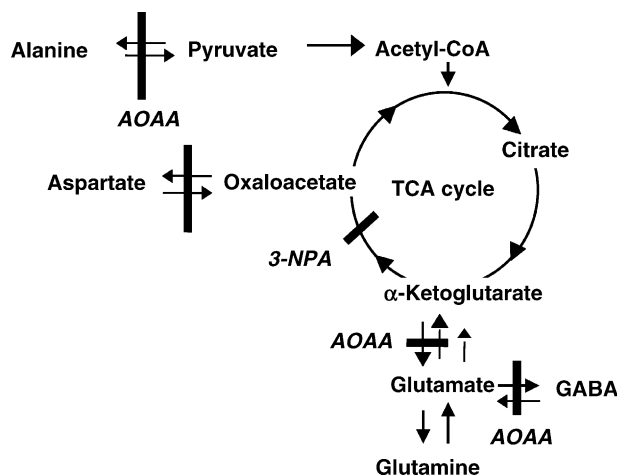 Alanine
Pyruvate
Acetyl-CoA
AOAA
Citrate
Aspartate
Oxaloacetate
TCA cycle
3-NPA
α-Ketoglutarate
AOAA
Glutamate
GABA
AOAA
Glutamine